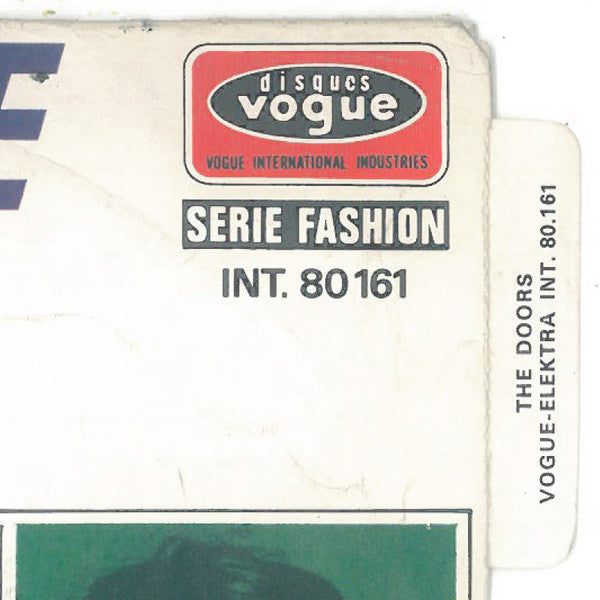 disques
vogue
VOGUE INTERNATIONAL INDUSTRIES
SERIE FASHION
INT. 80161
THE DOORS
VOGUE-ELEKTRA INT. 80.161